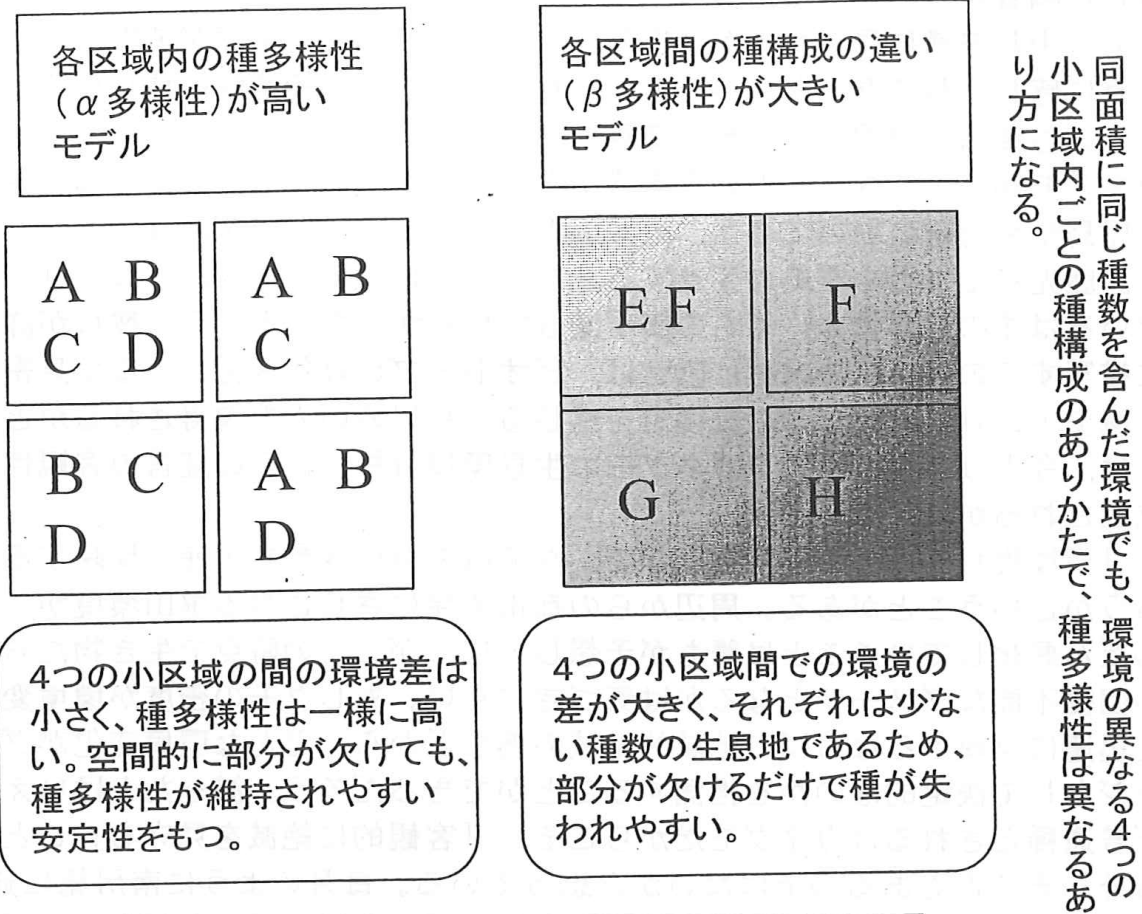 各区域内の種多様性
（α多様性）が高い
モデル
各区域間の種構成の違い
（β多様性）が大きい
モデル
同面積に同じ種数を含んだ環境でも、環境の異なる4つの
小区域内ごとの種構成のありかたで、種多様性は異なるあ
り方になる。
A B
C D
A B
C
B C
D
A B
D
E F
F
G
H
4つの小区域の間の環境差は
小さく、種多様性は一様に高
い。空間的に部分が欠けても、
種多様性が維持されやすい
安定性をもつ。
4つの小区域間での環境の
差が大きく、それぞれは少な
い種数の生息地であるため、
部分が欠けるだけで種が失
われやすい。